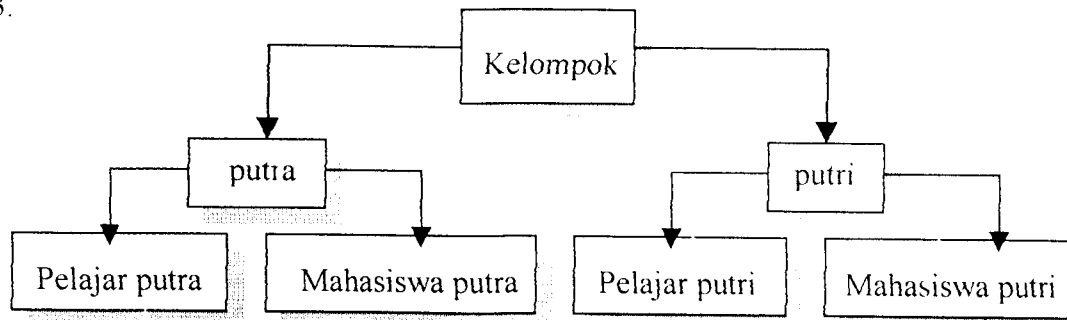 Kelompok
putra
putri
Pelajar putra
Mahasiswa putra
Pelajar putri
Mahasiswa putri